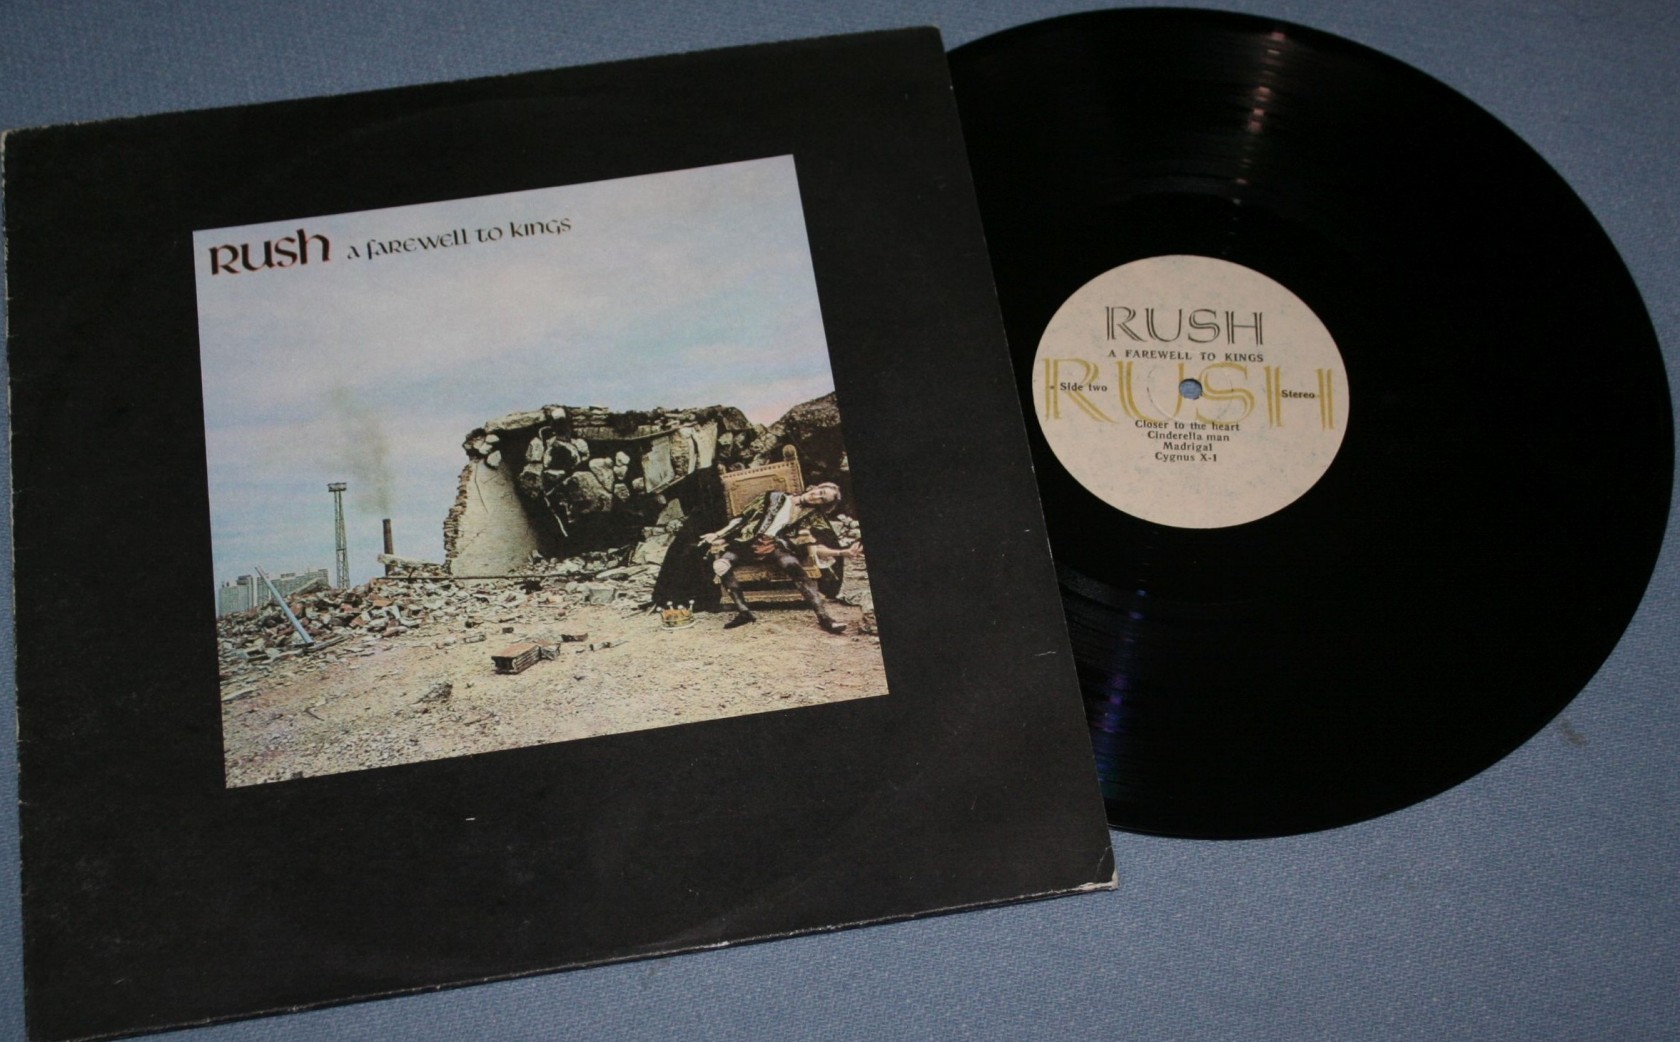 Rush a farewell to kings
RUSH
A FAREWELL TO KINGS
RUSH
Side two
Stereo
Closer to the heart
Cinderella man
Madrigal
Cygnus X-1